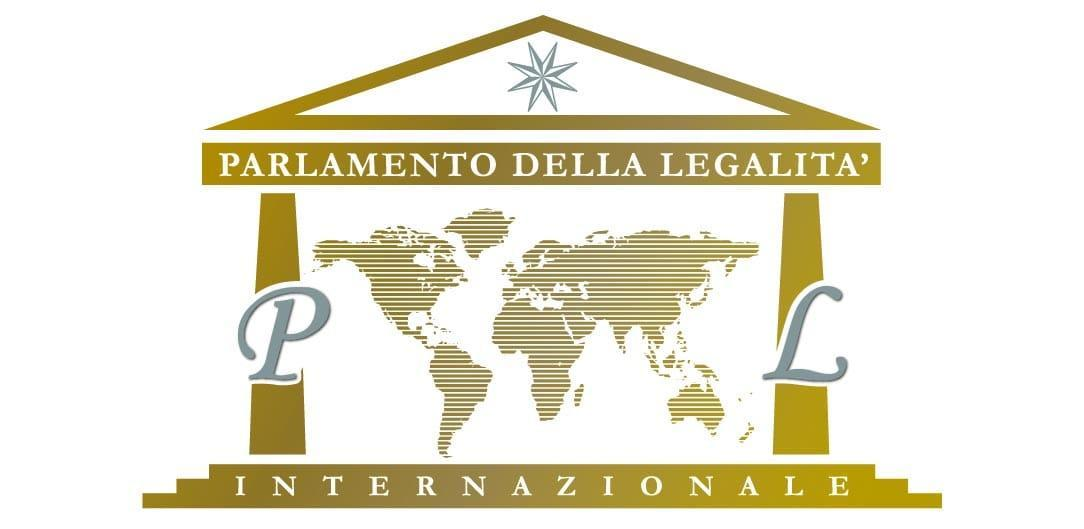 PARLAMENTO DELLA LEGALITA’
P L
INTERNAZIONALE